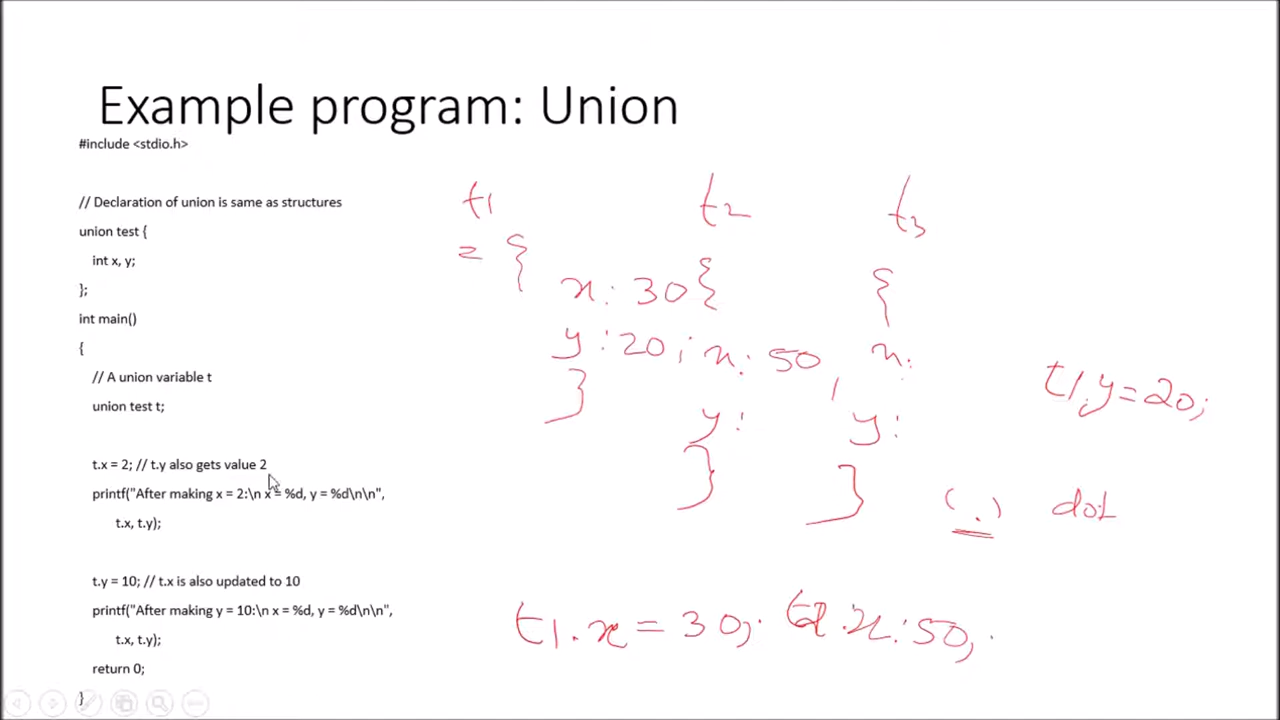 Example program: Union
#include <stdio.h>
// Declaration of union is same as structures
union test {
int x, y;
};
int main()
{
// A union variable t
union test t;
t.x = 2; // t.y also gets value 2
printf("After making x = 2:\n x = %d, y = %d\n\n",
t.x, t.y);
t.y = 10; // t.x is also updated to 10
printf("After making y = 10:\n x = %d, y = %d\n\n",
t.x, t.y);
return 0;
}
t1
= {
x: 30
y: 20;
}
t2
{
x: 50,
y:
}
t3
{
x:
y:
}
t1.y=20;
(.) dot
t1.x = 30; t2.x:50;